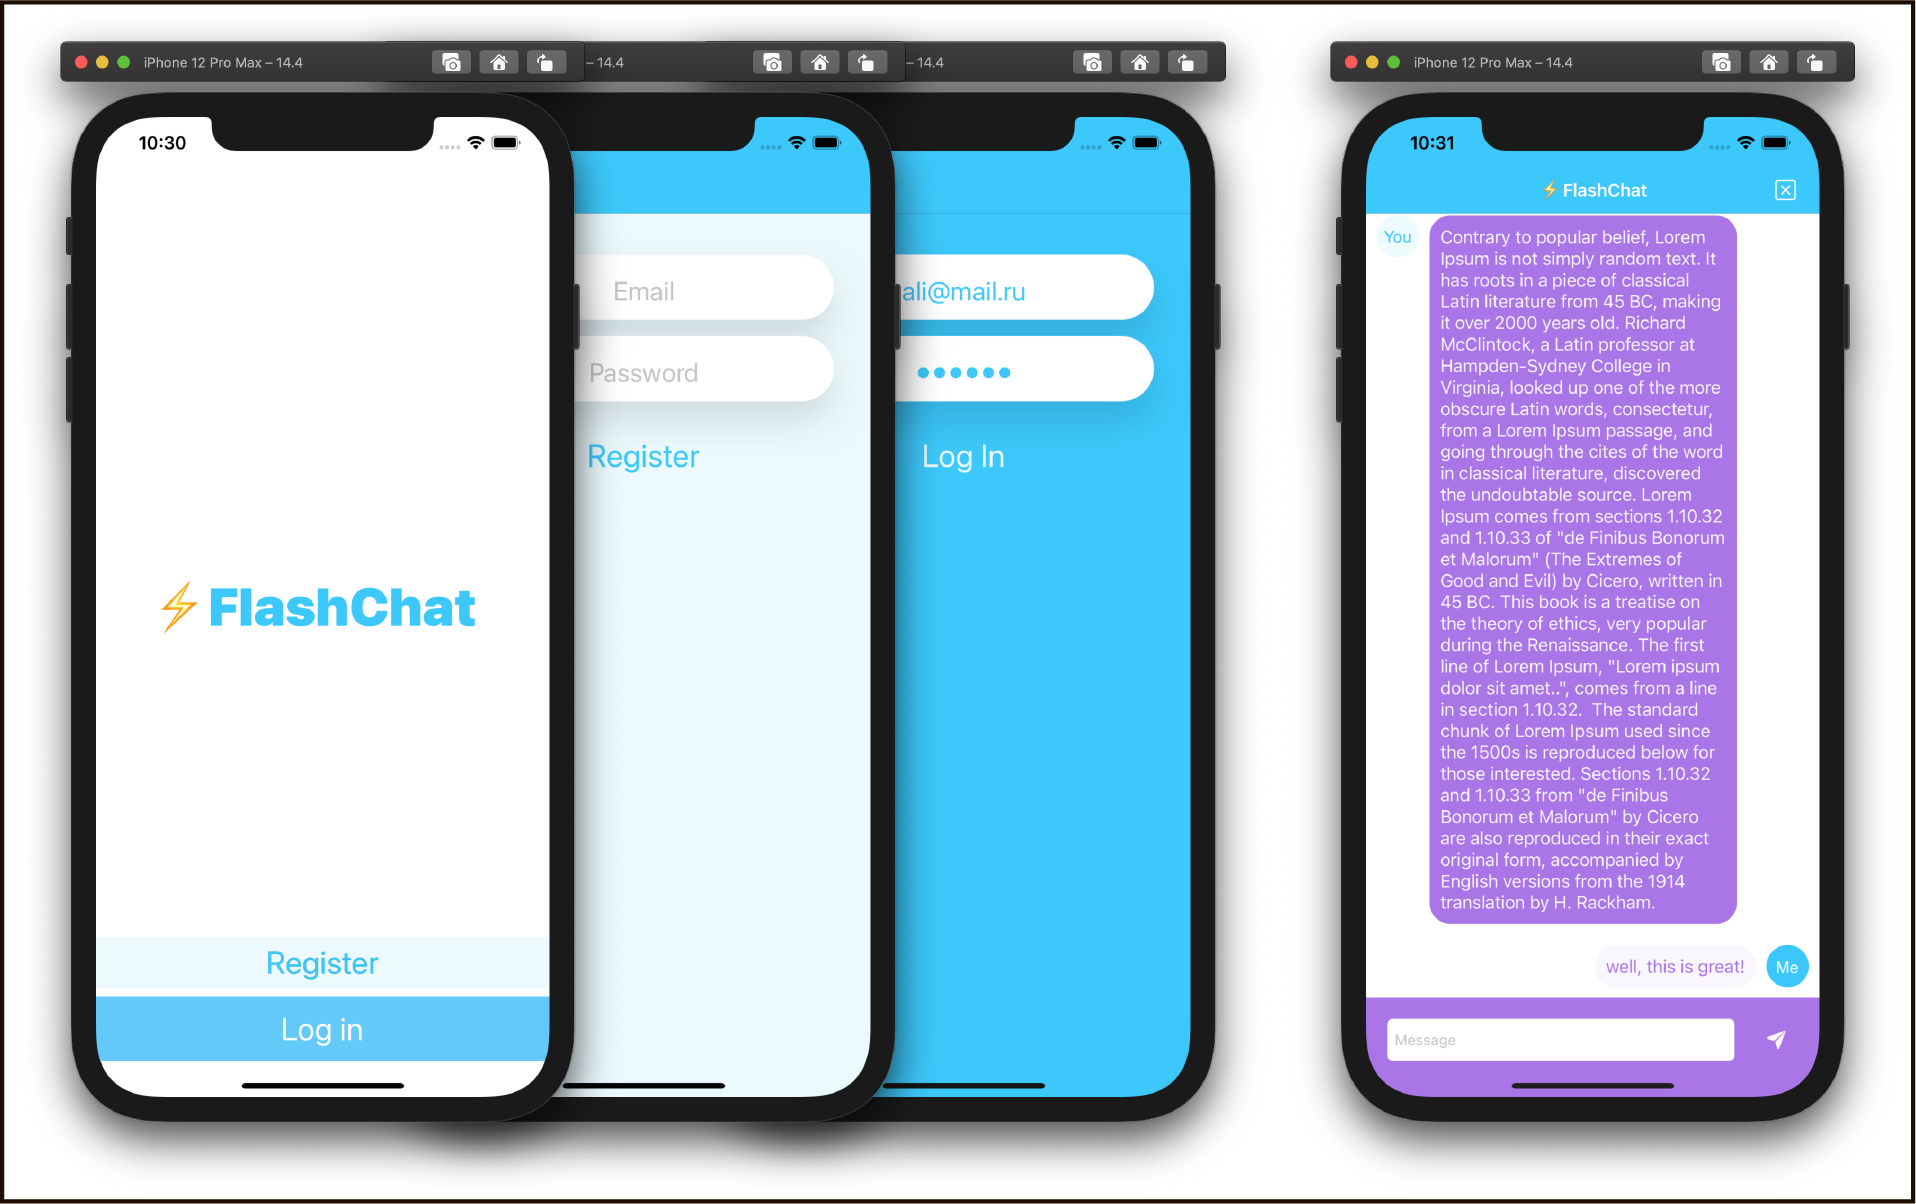 iPhone 12 Pro Max – 14.4
– 14.4
– 14.4
iPhone 12 Pro Max – 14.4
10:30
⚡FlashChat
Register
Log in
Email
Password
Register
ali@mail.ru
Log In
10:31
⚡FlashChat
You
Contrary to popular belief, Lorem
Ipsum is not simply random text. It
has roots in a piece of classical
Latin literature from 45 BC, making
it over 2000 years old. Richard
McClintock, a Latin professor at
Hampden-Sydney College in
Virginia, looked up one of the more
obscure Latin words, consectetur,
from a Lorem Ipsum passage, and
going through the cites of the word
in classical literature, discovered
the undoubtable source. Lorem
Ipsum comes from sections 1.10.32
and 1.10.33 of "de Finibus Bonorum
et Malorum" (The Extremes of
Good and Evil) by Cicero, written in
45 BC. This book is a treatise on
the theory of ethics, very popular
during the Renaissance. The first
line of Lorem Ipsum, "Lorem ipsum
dolor sit amet..", comes from a line
in section 1.10.32.  The standard
chunk of Lorem Ipsum used since
the 1500s is reproduced below for
those interested. Sections 1.10.32
and 1.10.33 from "de Finibus
Bonorum et Malorum" by Cicero
are also reproduced in their exact
original form, accompanied by
English versions from the 1914
translation by H. Rackham.
well, this is great!
Me
Message